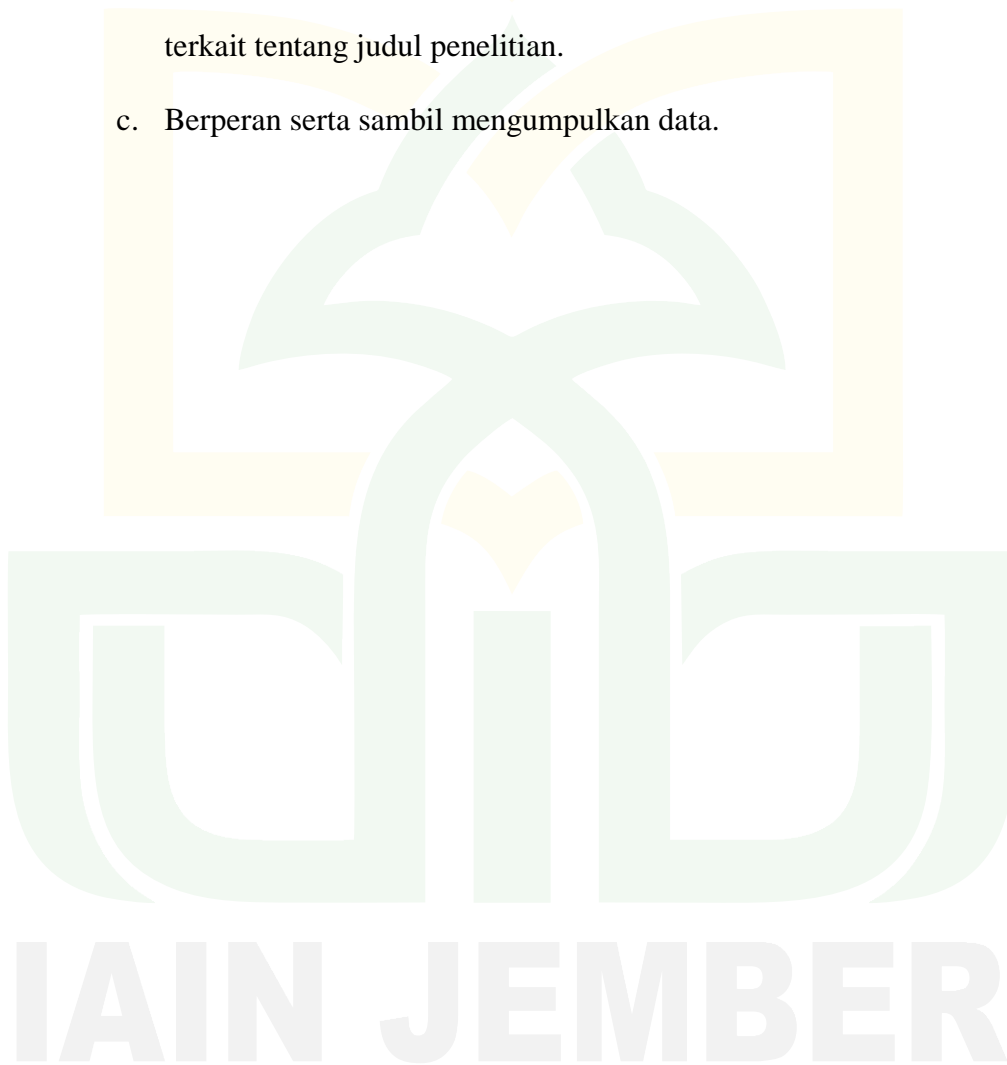 terkait tentang judul penelitian.
c. Berperan serta sambil mengumpulkan data.
IAIN JEMBER